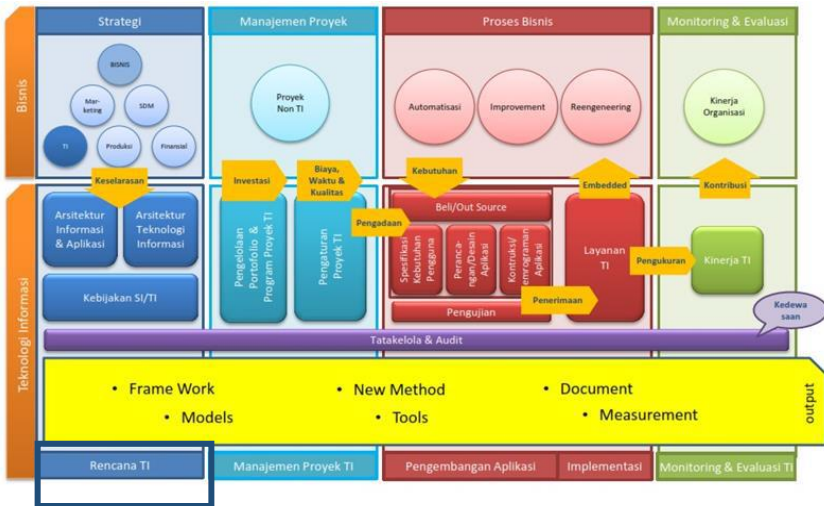 Strategi
Manajemen Proyek
Proses Bisnis
Monitoring & Evaluasi
Bisnis
BISNIS
Mar-
keting
SDM
TI
Produksi
Finansial
Proyek
Non TI
Automatisasi
Improvement
Reengeneering
Kinerja
Organisasi
Keselarasan
Investasi
Biaya,
Waktu &
Kualitas
Kebutuhan
Embedded
Kontribusi
Teknologi Informasi
Arsitektur
Informasi
& Aplikasi
Arsitektur
Teknologi
Informasi
Kebijakan SI/TI
Pengelolaan
Portofolio &
Program Proyek TI
Pengaturan
Proyek TI
Pengadaan
Beli/Out Source
Spesifikasi
Kebutuhan
Pengguna
Peranca-
ngan/Desain
Aplikasi
Kontruksi/
emrograman
Aplikasi
Pengujian
Penerimaan
Layanan
TI
Pengukuran
Kinerja TI
Kedewa
saan
Tatakelola & Audit
• Frame Work
• New Method
• Document
• Models
• Tools
• Measurement
output
Rencana TI
Manajemen Proyek TI
Pengembangan Aplikasi
Implementasi
Monitoring & Evaluasi TI